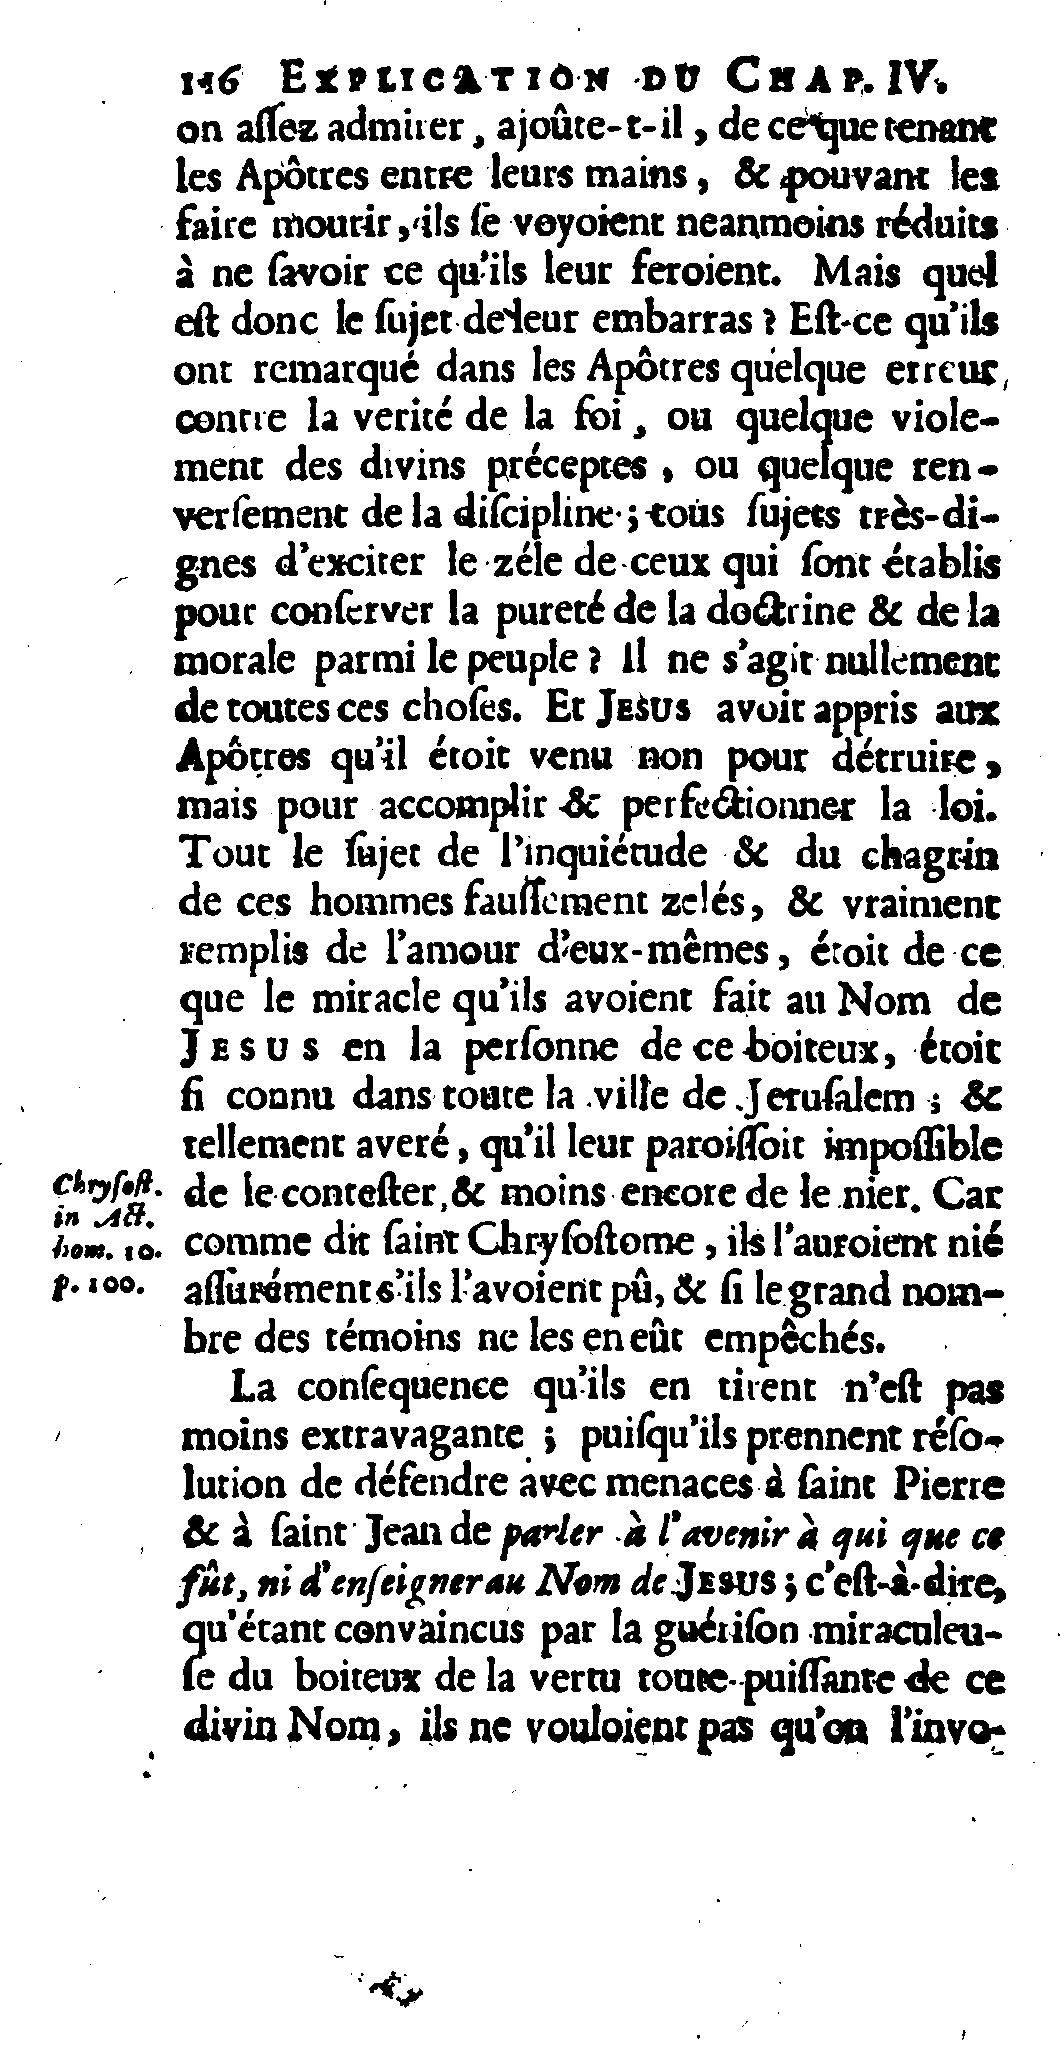 116 EXPLICATION DU CHAP. IV.
on aſſez admirer, ajoûte-t-il, de ce que tenant
les Apôtres entre leurs mains, & pouvant les
faire mourir, ils ſe voyoient neanmoins réduits
à ne ſavoir ce qu'ils leur feroient. Mais quel
eſt donc le ſujet de leur embarras ? Eſt-ce qu'ils
ont remarqué dans les Apôtres quelque erreur,
contre la verité de la foi, ou quelque viole-
ment des divins préceptes, ou quelque ren-
verſement de la diſcipline ; tous ſujets très-di-
gnes d'exciter le zéle de ceux qui ſont établis
pour conſerver la pureté de la doctrine & de la
morale parmi le peuple ? Il ne s'agit nullement
de toutes ces choſes. Et JESUS avoit appris aux
Apôtres qu'il étoit venu non pour détruire,
mais pour accomplir & perfectionner la loi.
Tout le ſujet de l'inquiétude & du chagrin
de ces hommes fauſſement zelés, & vraiment
remplis de l'amour d'eux-mêmes, étoit de ce
que le miracle qu'ils avoient fait au Nom de
JESUS en la perſonne de ce boiteux, étoit
ſi connu dans toute la ville de Jeruſalem ; &
tellement averé, qu'il leur paroiſſoit impoſſible
de le conteſter, & moins encore de le nier. Car
comme dit ſaint Chryſoſtome, ils l'auroient nié
aſſurément s'ils l'avoient pû, & ſi le grand nom-
bre des témoins ne les en eût empêchés.
Chryſoſt.
in Act.
hom. 10.
p. 100.
La conſequence qu'ils en tirent n'eſt pas
moins extravagante ; puiſqu'ils prennent réſo-
lution de défendre avec menaces à ſaint Pierre
& à ſaint Jean de parler à l'avenir à qui que ce
fût, ni d'enſeigner au Nom de JESUS ; c'eſt-à-dire,
qu'étant convaincus par la guériſon miraculeu-
ſe du boiteux de la vertu toute-puiſſante de ce
divin Nom, ils ne vouloient pas qu'on l'invo-